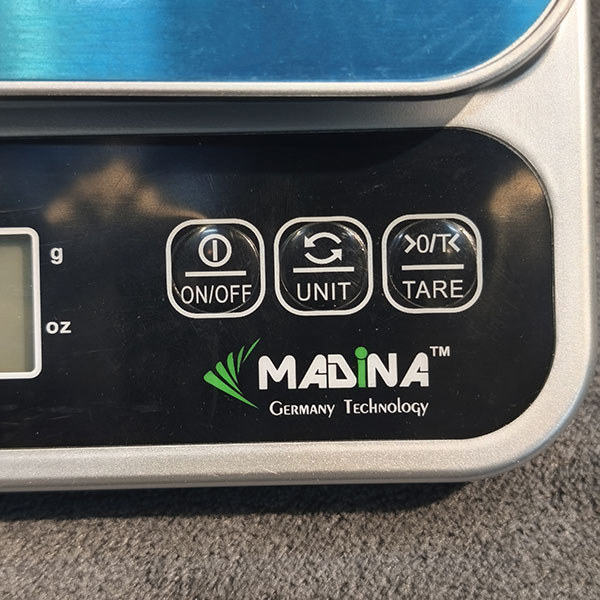 g
oz
ON/OFF
UNIT
>0/T<
TARE
MADiNA™
Germany Technology